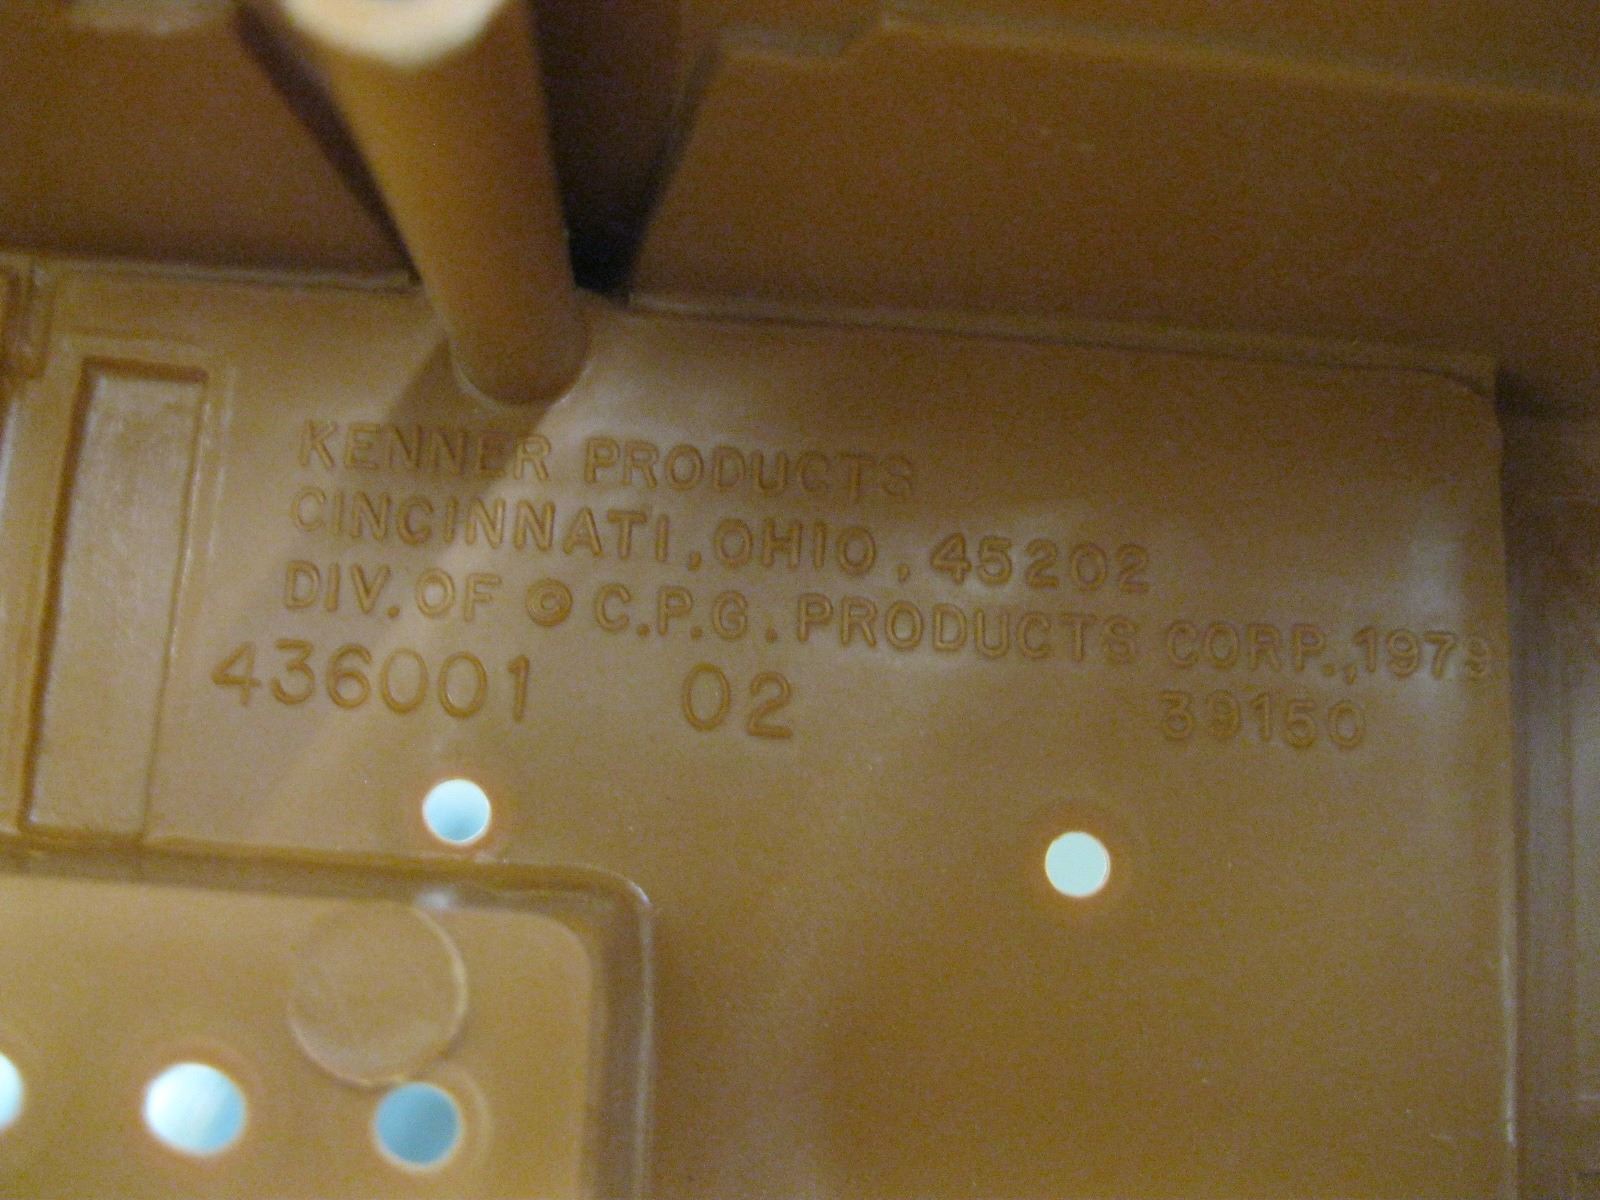 KENNER PRODUCTS
CINCINNATI, OHIO, 45202
DIV. OF © C.P.G. PRODUCTS CORP., 1979
436001 02 39150